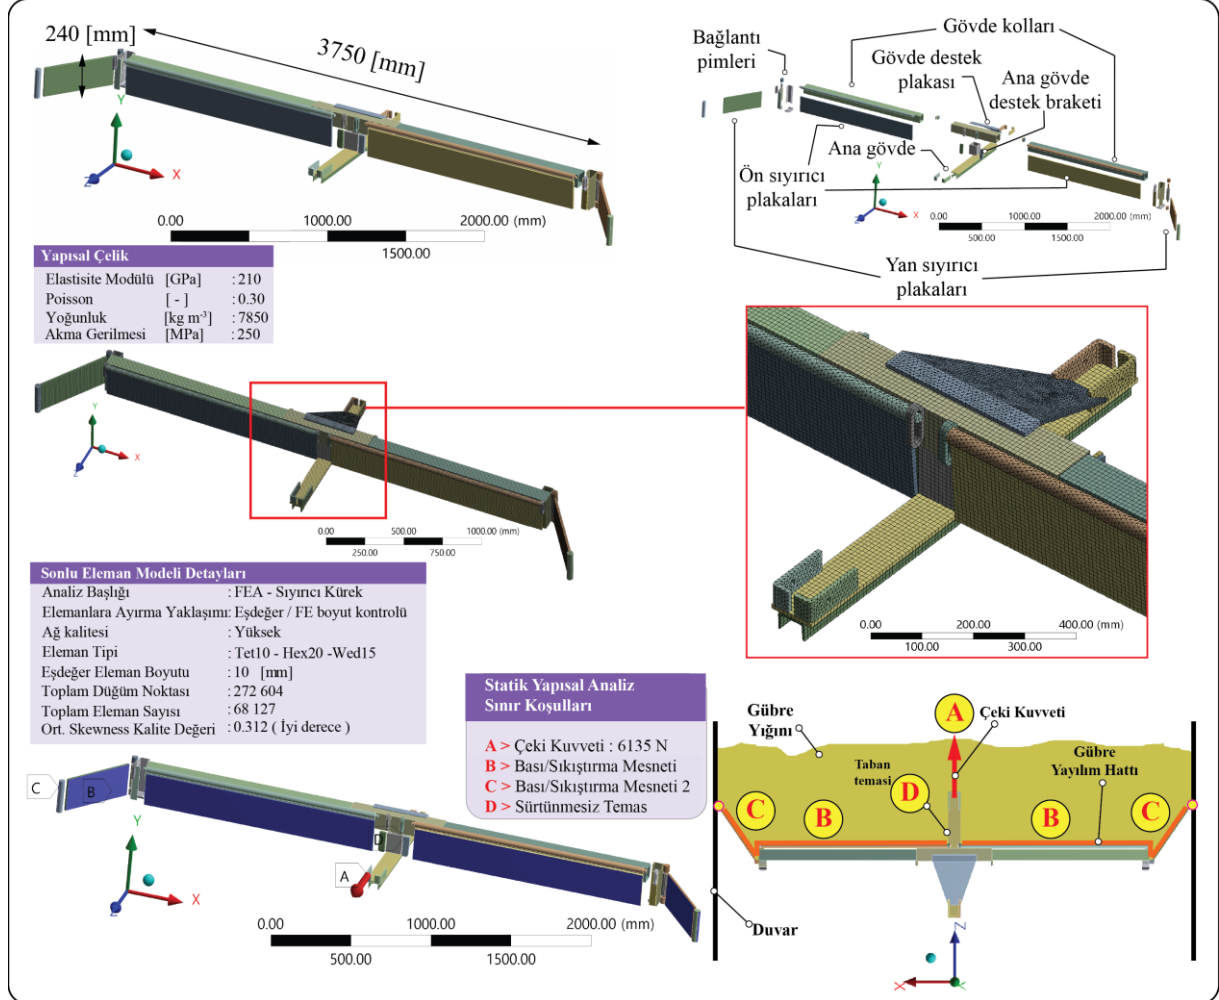 240 [mm]
3750 [mm]
Y
X
Z
0.00
1000.00
2000.00 (mm)
500.00
1500.00
Bağlantı
pimleri
Gövde kolları
Gövde destek
plakası
Ana gövde
destek braketi
Ana gövde
Ön sıyırıcı
plakaları
Yan sıyırıcı
plakaları
Y
X
0.00
1000.00
2000.00 (mm)
500.00
1500.00
Yapısal Çelik
Elastisite Modülü [GPa] : 210
Poisson [ - ] : 0.30
Yoğunluk [kg m⁻³] : 7850
Akma Gerilmesi [MPa] : 250
Y
X
Z
0.00
500.00
1000.00 (mm)
250.00
750.00
0.00
200.00
400.00 (mm)
100.00
300.00
Sonlu Eleman Modeli Detayları
Analiz Başlığı : FEA - Sıyırıcı Kürek
Elemanlara Ayırma Yaklaşımı: Eşdeğer / FE boyut kontrolü
Ağ kalitesi : Yüksek
Eleman Tipi : Tet10 - Hex20 -Wed15
Eşdeğer Eleman Boyutu : 10 [mm]
Toplam Düğüm Noktası : 272 604
Toplam Eleman Sayısı : 68 127
Ort. Skewness Kalite Değeri : 0.312 ( İyi derece )
Statik Yapısal Analiz
Sınır Koşulları
A > Çeki Kuvveti : 6135 N
B > Bası/Sıkıştırma Mesneti
C > Bası/Sıkıştırma Mesneti 2
D > Sürtünmesiz Temas
C
B
D
A
Y
X
Z
0.00
1000.00
2000.00 (mm)
500.00
1500.00
Gübre
Yığını
A
Çeki Kuvveti
Taban
temasi
Gübre
Yayılım Hattı
C
B
D
B
C
Duvar
Z
X
Y